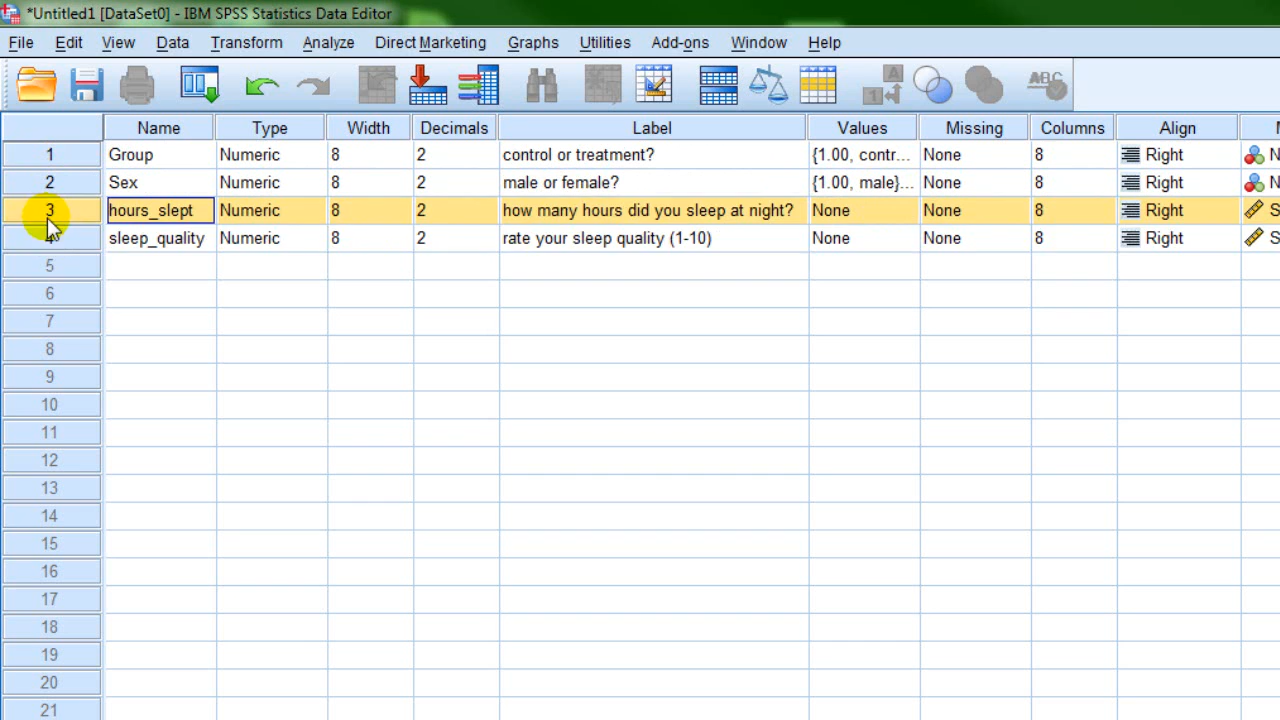 *Untitled1 [DataSet0] - IBM SPSS Statistics Data Editor
File Edit View Data Transform Analyze Direct Marketing Graphs Utilities Add-ons Window Help
A 1 ABC
Name Type Width Decimals Label Values Missing Columns Align
1 Group Numeric 8 2 control or treatment? {1.00, contr... None 8 Right N
2 Sex Numeric 8 2 male or female? {1.00, male}... None 8 Right N
3 hours_slept Numeric 8 2 how many hours did you sleep at night? None None 8 Right S
4 sleep_quality Numeric 8 2 rate your sleep quality (1-10) None None 8 Right S
5
6
7
8
9
10
11
12
13
14
15
16
17
18
19
20
21